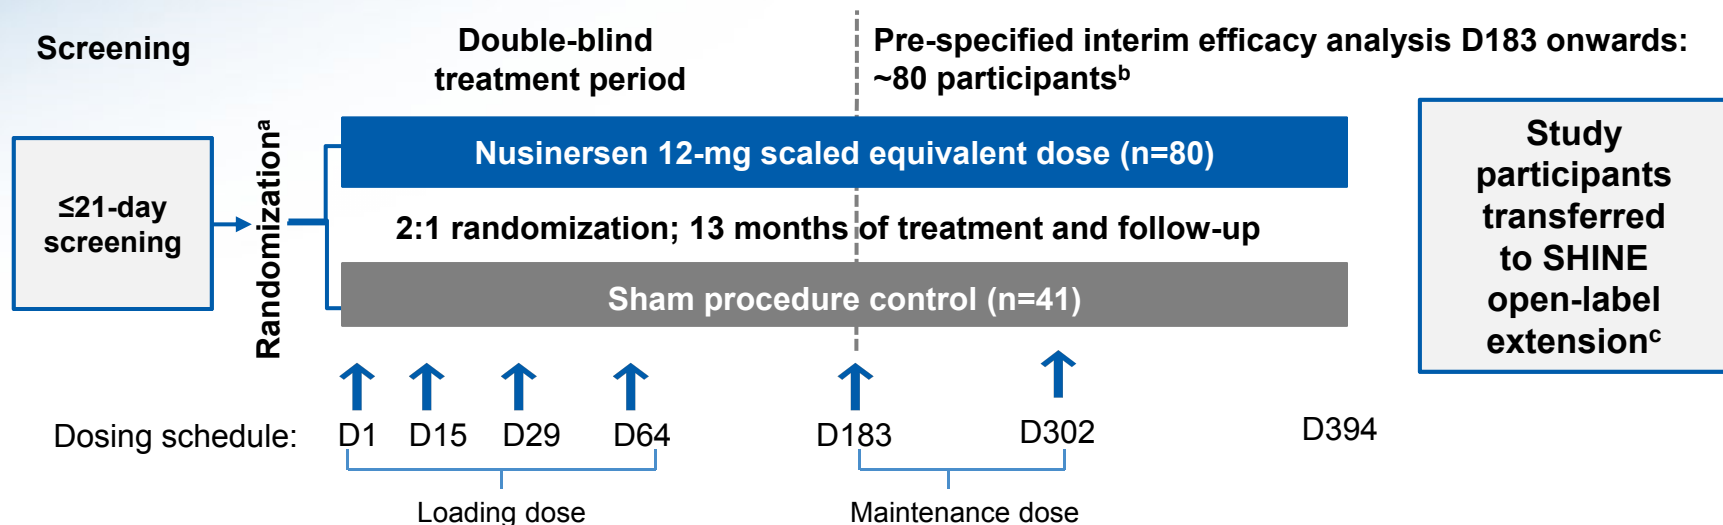 Screening
Double-blind
treatment period
Pre-specified interim efficacy analysis D183 onwards:
~80 participantsᵇ
≤21-day
screening
Randomizationᵃ
Nusinersen 12-mg scaled equivalent dose (n=80)
2:1 randomization; 13 months of treatment and follow-up
Sham procedure control (n=41)
Study
participants
transferred
to SHINE
open-label
extensionᶜ
Dosing schedule: D1 D15 D29 D64 D183 D302 D394
Loading dose Maintenance dose